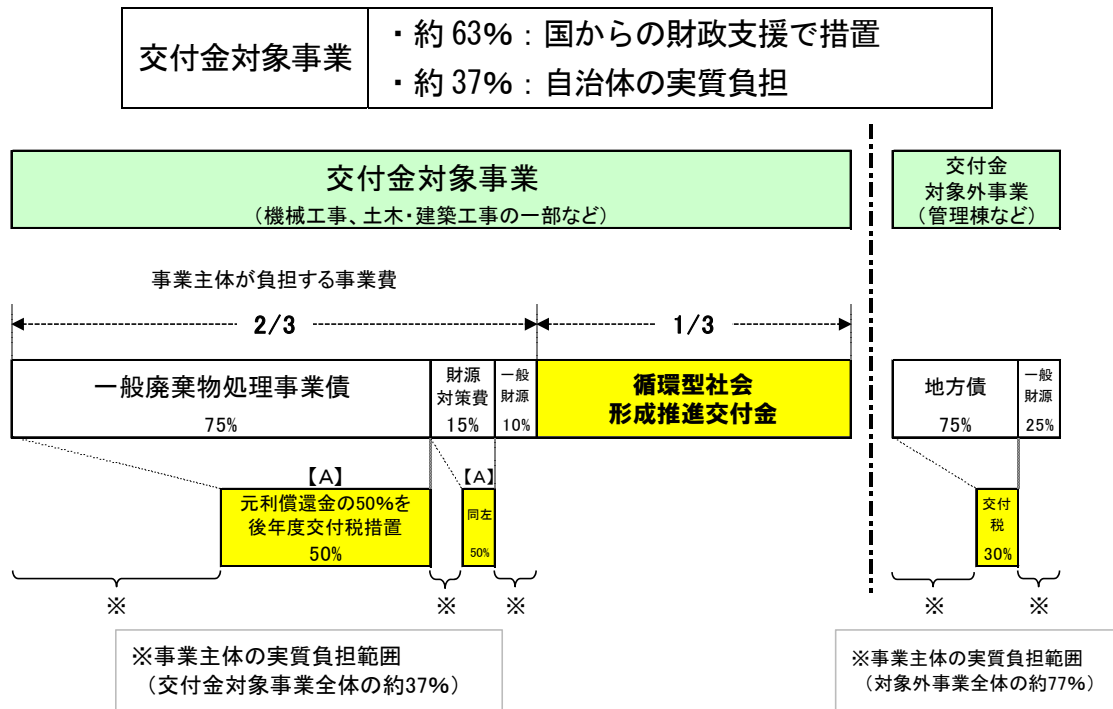 交付金対象事業
・約63%：国からの財政支援で措置
・約37%：自治体の実質負担
交付金対象事業
（機械工事、土木・建築工事の一部など）
交付金
対象外事業
（管理棟など）
事業主体が負担する事業費
2/3
1/3
一般廃棄物処理事業債
75%
財源
対策費
15%
一般
財源
10%
循環型社会
形成推進交付金
地方債
75%
一般
財源
25%
【A】
元利償還金の50%を
後年度交付税措置
50%
【A】
同左
50%
交付
税
30%
※
※
※
※
※
※事業主体の実質負担範囲
（交付金対象事業全体の約37%）
※事業主体の実質負担範囲
（対象外事業全体の約77%）